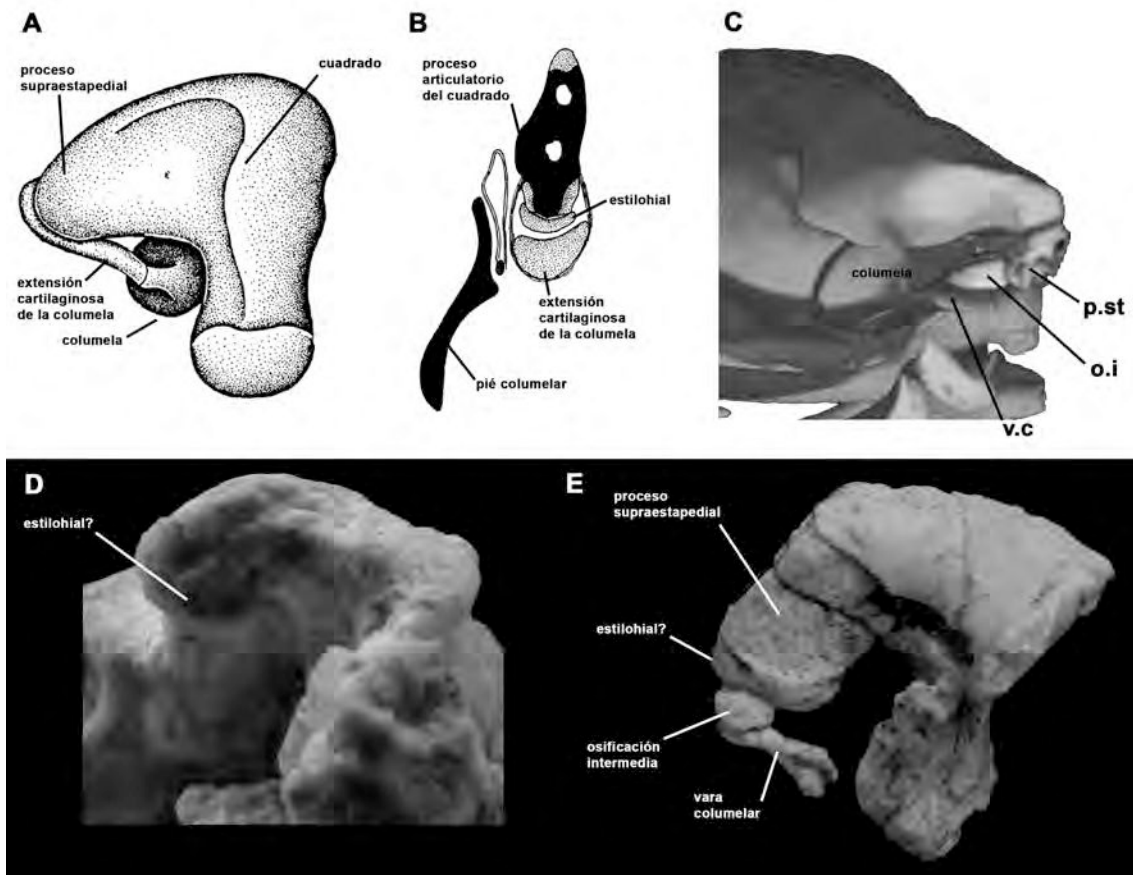 A
proceso
supraestapedial
cuadrado
extensión
cartilaginosa
de la columela
columela
B
proceso
articulatorio
del cuadrado
estilohial
extensión
cartilaginosa
de la columela
pié columelar
C
columela
p.st
o.i
v.c
D
estilohial?
E
proceso
supraestapedial
estilohial?
osificación
intermedia
vara
columelar